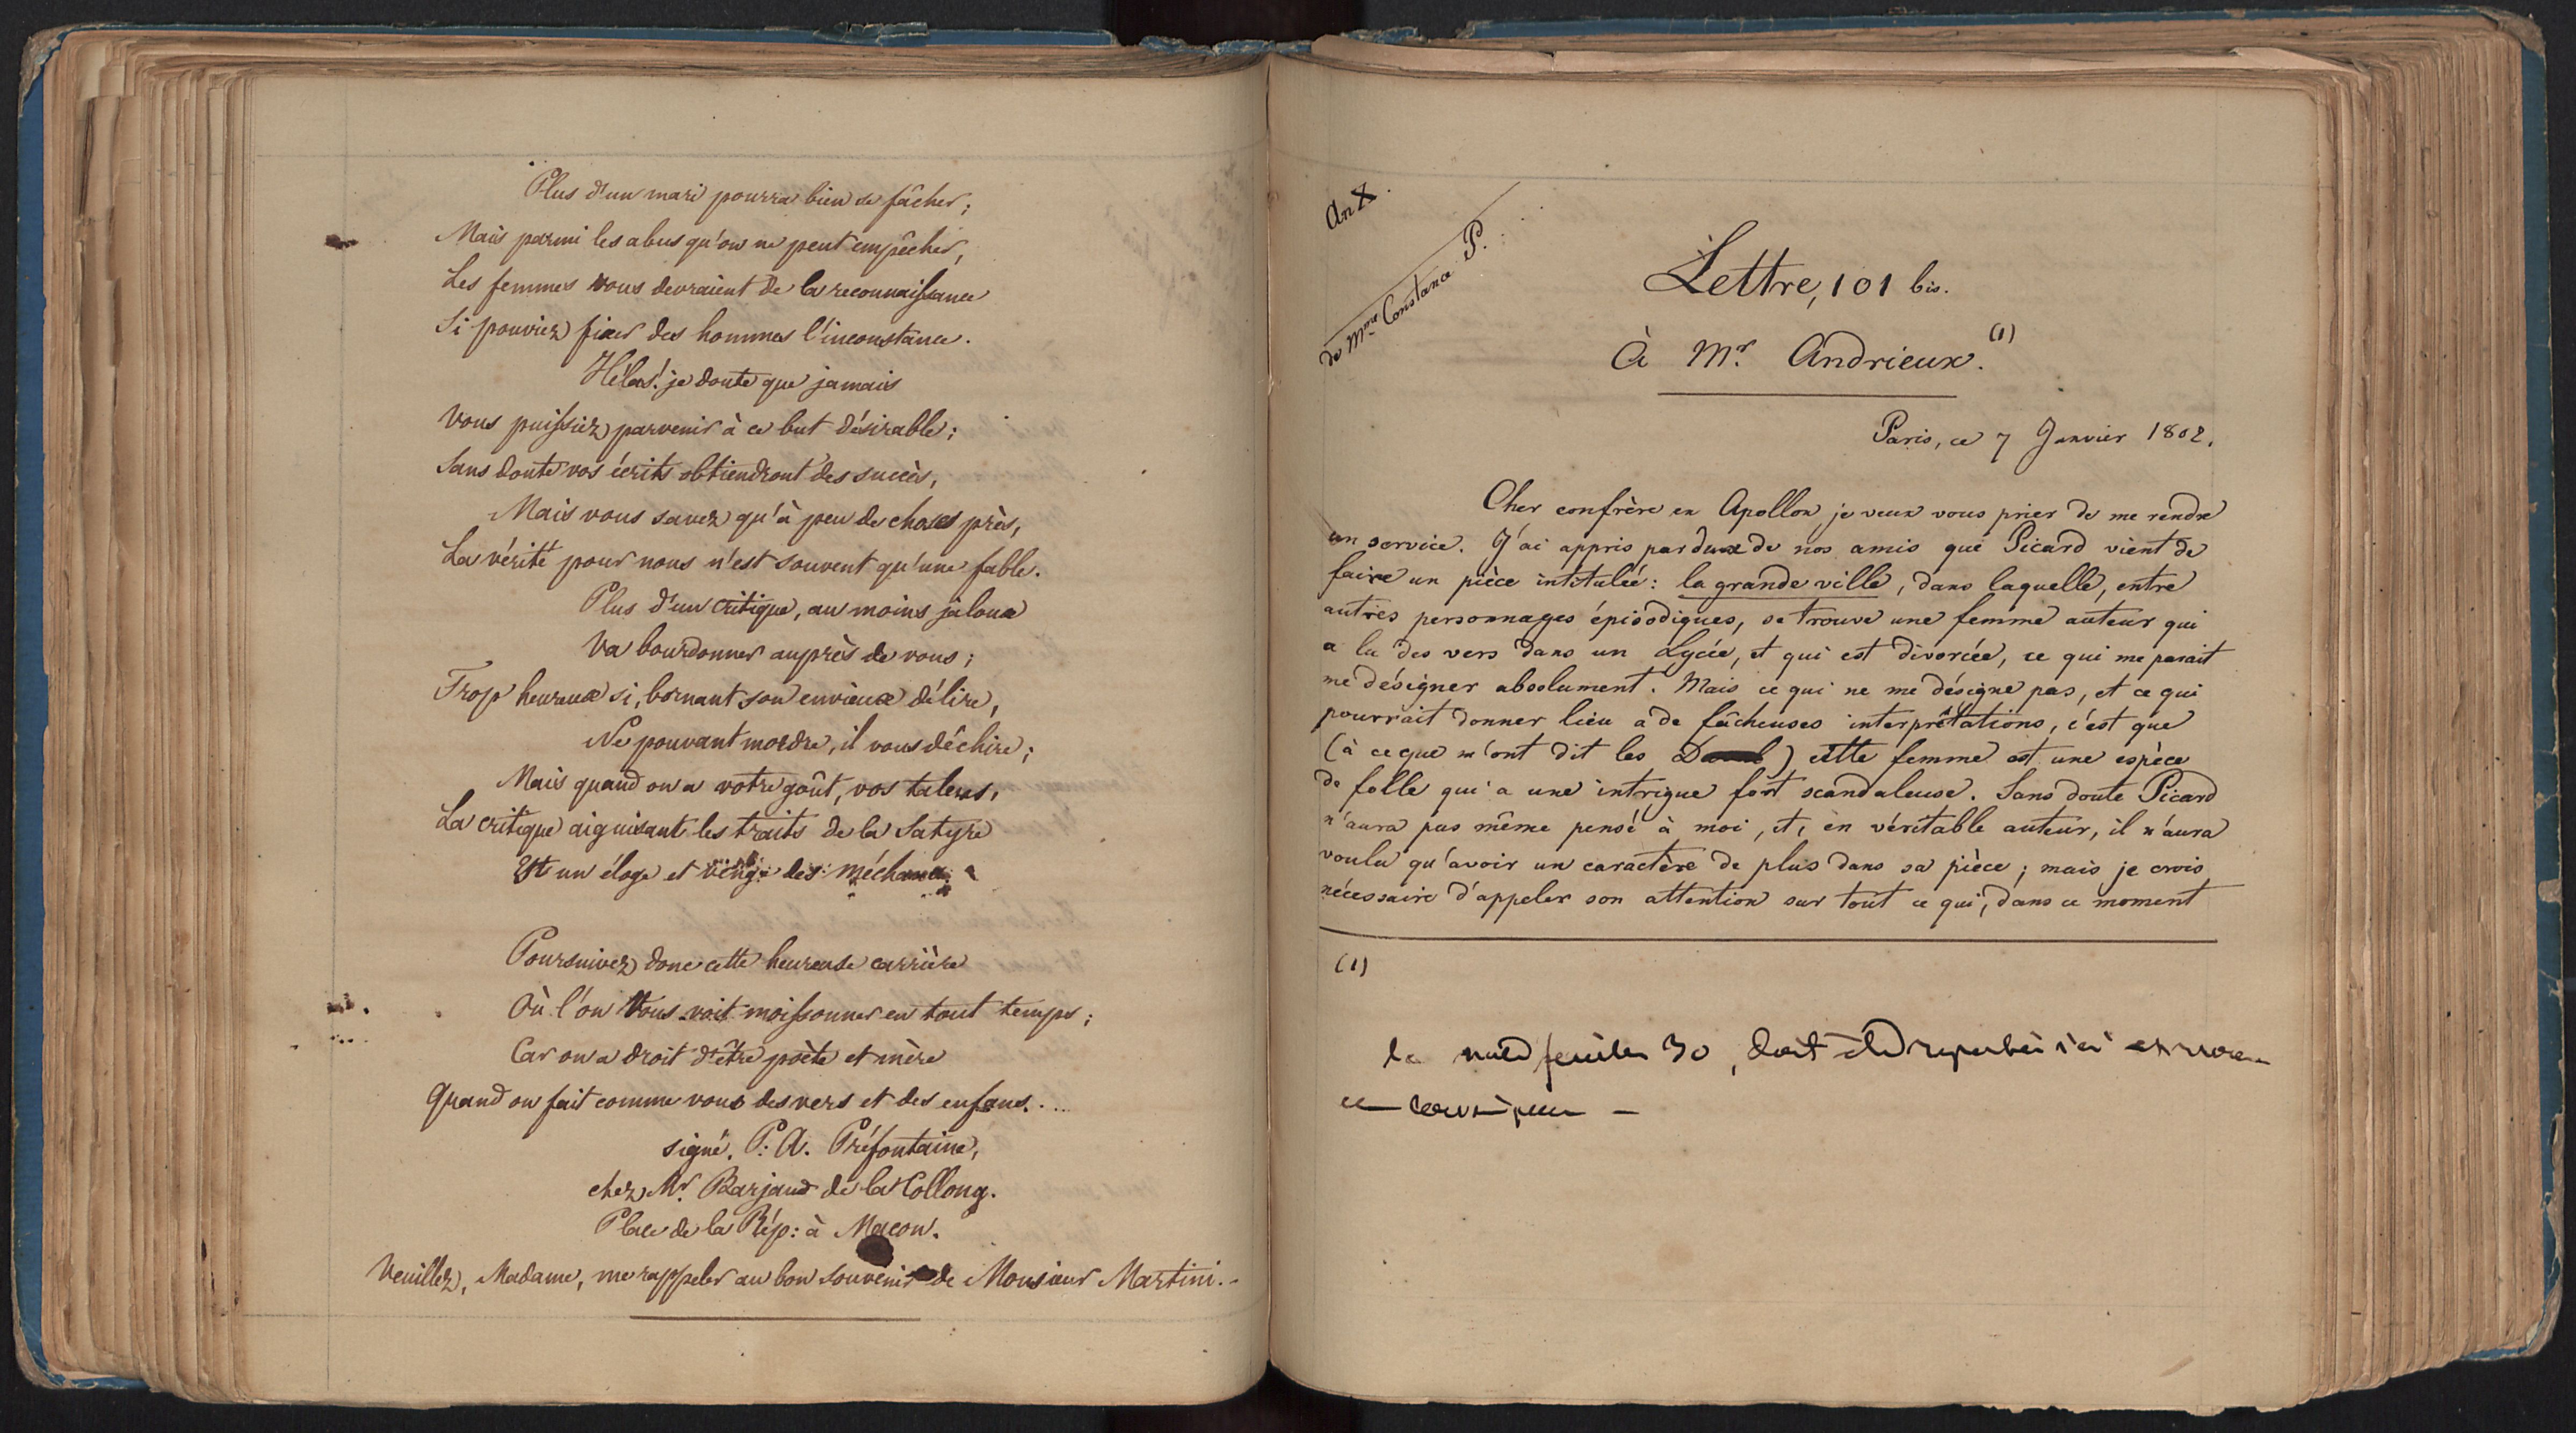 Plus d'un mari pourra bien se fâcher;
Mais parmi les abus qu'on ne peut empêcher,
Les femmes vous devraient de la reconnaissance
Si pouviez fixer des hommes l'inconstance.
Hélas! je doute que jamais
Vous puissiez parvenir à ce but désirable;
Sans doute vos écrits obtiendront des succès,
Mais vous savez qu'à peu de choses près,
La vérité pour nous n'est souvent qu'une fable.
Plus d'un critique, au moins jaloux
Va bourdonner auprès de vous;
Trop heureux si, bornant son envieux délire,
Ne pouvant mordre, il vous déchire;
Mais quand on a votre goût, vos talens,
La critique aiguisant les traits de la Satyre
Est un éloge et venge des méchans.
Poursuivez donc cette heureuse carrière
Où l'on vous voit moissonner en tout temps;
Car on a droit d'être poète et mère
Quand on fait comme vous des vers et des enfans....
signé, P: A. Préfontaine,
chez Mr. Barjaud de la Collong.
Place de la Rép: à Macon.
Veuillez, Madame, me rappeler au bon souvenir de Monsieur Martini.
An X.
de Mme Constance P.
Lettre, 101 bis.
À Mr. Andrieux. (1)
Paris, ce 7 Janvier 1802.
Cher confrère en Apollon, je veux vous prier de me rendre
un service. J'ai appris par deux de nos amis que Picard vient de
faire un pièce intitulée: la grande ville, dans laquelle, entre
autres personnages épisodiques, se trouve une femme auteur qui
a lu des vers dans un Lycée, et qui est divorcée, ce qui me parait
me désigner absolument. Mais ce qui ne me désigne pas, et ce qui
pourrait donner lieu a de fâcheuses interprêtations, c'est que
(à ce que m'ont dit les) cette femme est une espèce
de folle qui a une intrigue fort scandaleuse. Sans doute Picard
n'aura pas même pensé à moi, et, en véritable auteur, il n'aura
voulu qu'avoir un caractère de plus dans sa pièce; mais je crois
nécessaire d'appeler son attention sur tout ce qui, dans ce moment
(1)
30, doit